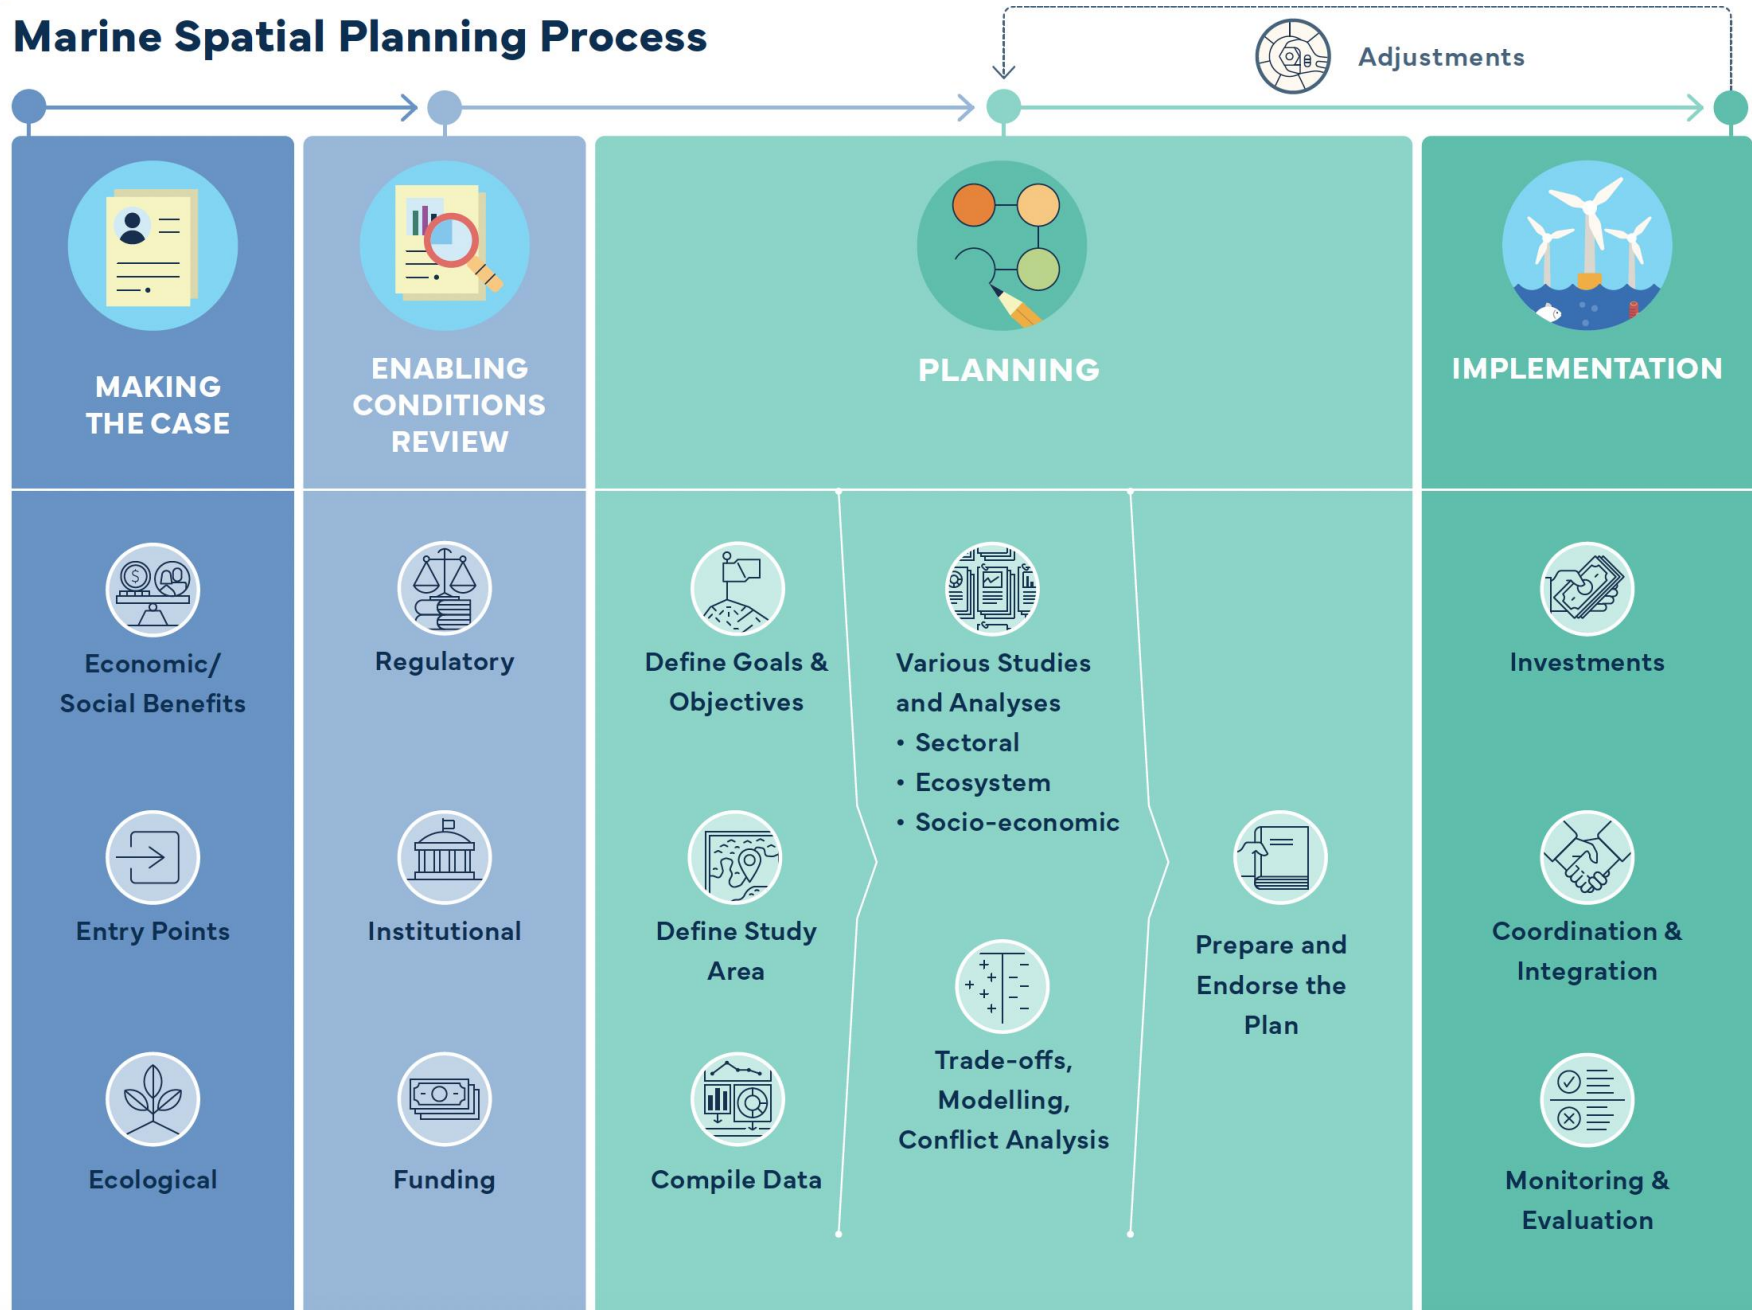 Marine Spatial Planning Process
Adjustments
MAKING
THE CASE
Economic/
Social Benefits
Entry Points
Ecological
ENABLING
CONDITIONS
REVIEW
Regulatory
Institutional
Funding
PLANNING
Define Goals &
Objectives
Define Study
Area
Compile Data
Various Studies
and Analyses
• Sectoral
• Ecosystem
• Socio-economic
Trade-offs,
Modelling,
Conflict Analysis
Prepare and
Endorse the
Plan
IMPLEMENTATION
Investments
Coordination &
Integration
Monitoring &
Evaluation